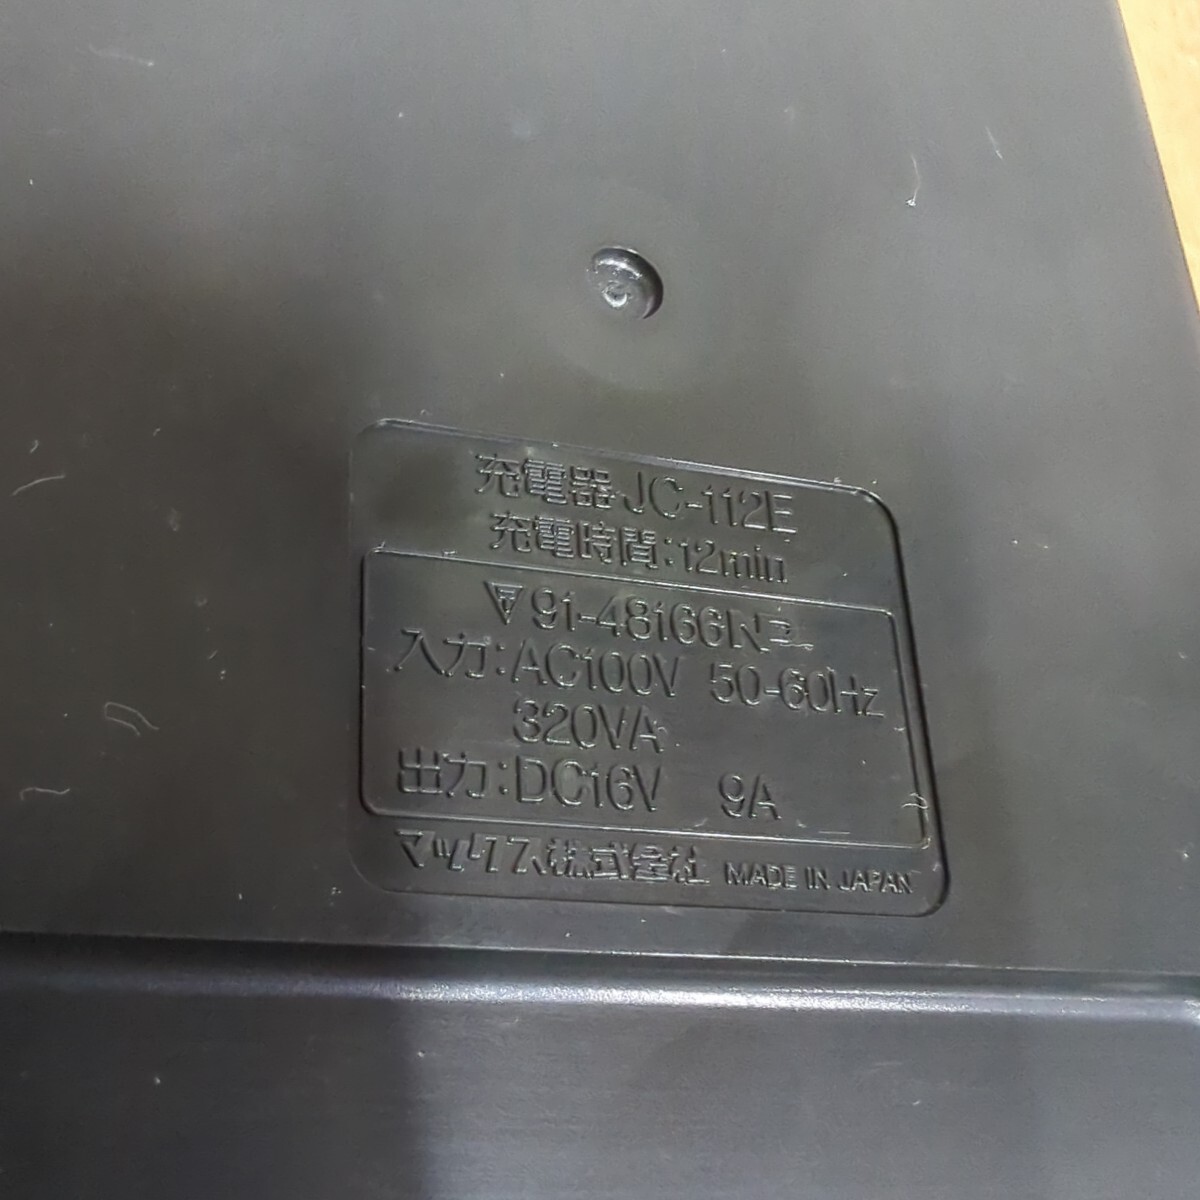 充電器 JC-112E
充電時間:12min
91-48166
入力:AC100V 50-60Hz
320VA
出力:DC16V 9A
マックス株式会社 MADE IN JAPAN